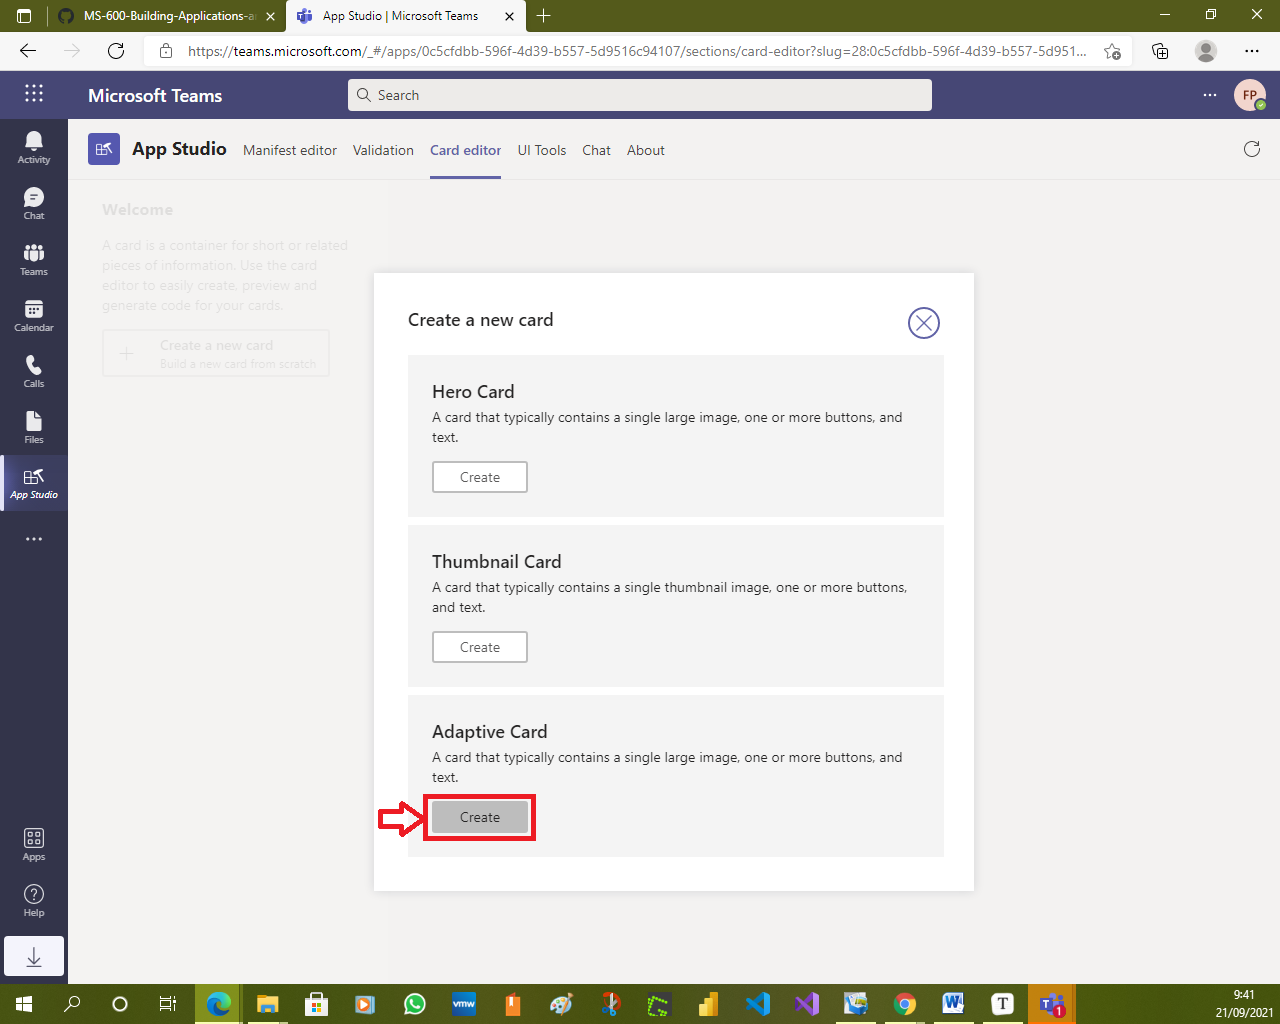 MS-600-Building-Applications-a
App Studio | Microsoft Teams
https://teams.microsoft.com/_#/apps/0c5cfdbb-596f-4d39-b557-5d9516c94107/sections/card-editor?slug=28:0c5cfdbb-596f-4d39-b557-5d951...
Microsoft Teams
Search
FP
Activity
Chat
Teams
Calendar
Calls
Files
App Studio
Apps
Help
App Studio Manifest editor Validation Card editor UI Tools Chat About
Welcome
A card is a container for short or related
pieces of information. Use the card
editor to easily create, preview and
generate code for your cards.
Create a new card
Build a new card from scratch
Create a new card
Hero Card
A card that typically contains a single large image, one or more buttons, and
text.
Create
Thumbnail Card
A card that typically contains a single thumbnail image, one or more buttons,
and text.
Create
Adaptive Card
A card that typically contains a single large image, one or more buttons, and
text.
Create
vmw
W
T
1
9:41
21/09/2021